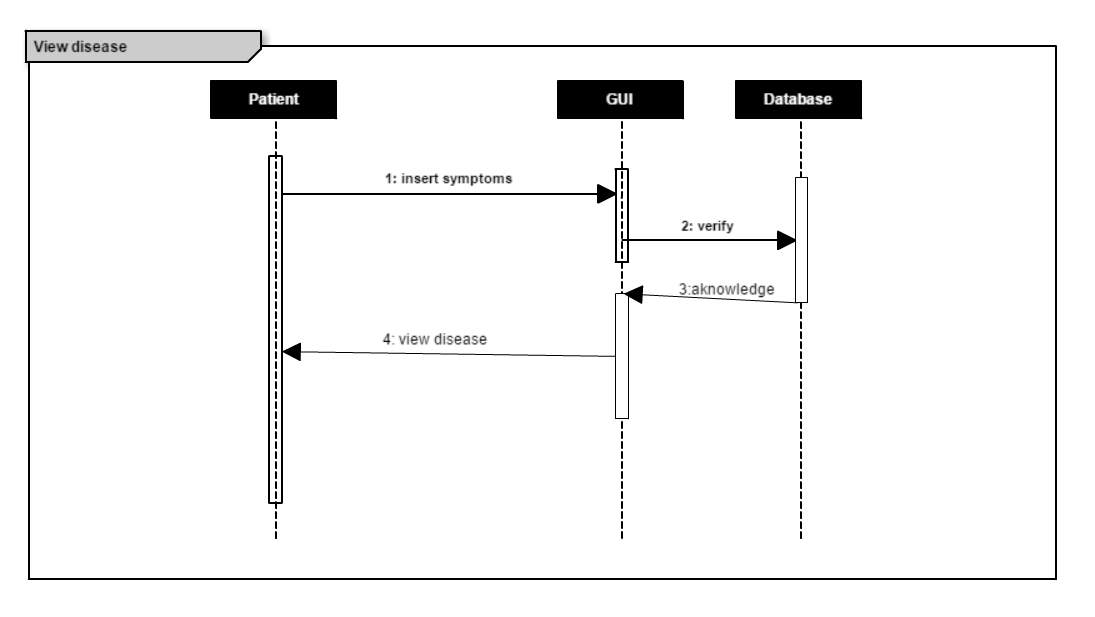 View disease
Patient
GUI
Database
1: insert symptoms
2: verify
3:aknowledge
4: view disease